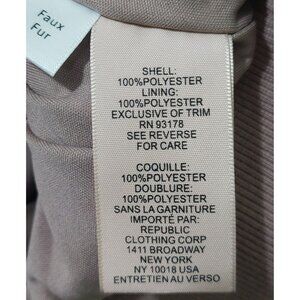 Faux
Fur
SHELL:
100%POLYESTER
LINING:
100%POLYESTER
EXCLUSIVE OF TRIM
RN 93178
SEE REVERSE
FOR CARE
COQUILLE:
100%POLYESTER
DOUBLURE:
100%POLYESTER
SANS LA GARNITURE
IMPORTÉ PAR:
REPUBLIC
CLOTHING CORP
1411 BROADWAY
NEW YORK
NY 10018 USA
ENTRETIEN AU VERSO